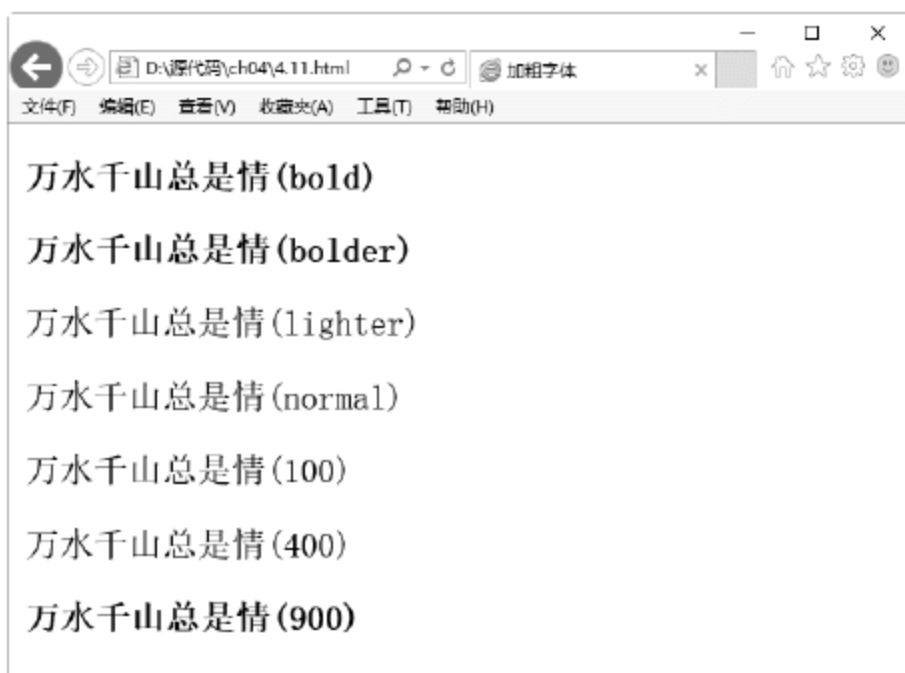 D:\源代码\ch04\4.11.html
加粗字体
文件(F) 编辑(E) 查看(V) 收藏夹(A) 工具(T) 帮助(H)
万水千山总是情(bold)
万水千山总是情(bolder)
万水千山总是情(lighter)
万水千山总是情(normal)
万水千山总是情(100)
万水千山总是情(400)
万水千山总是情(900)